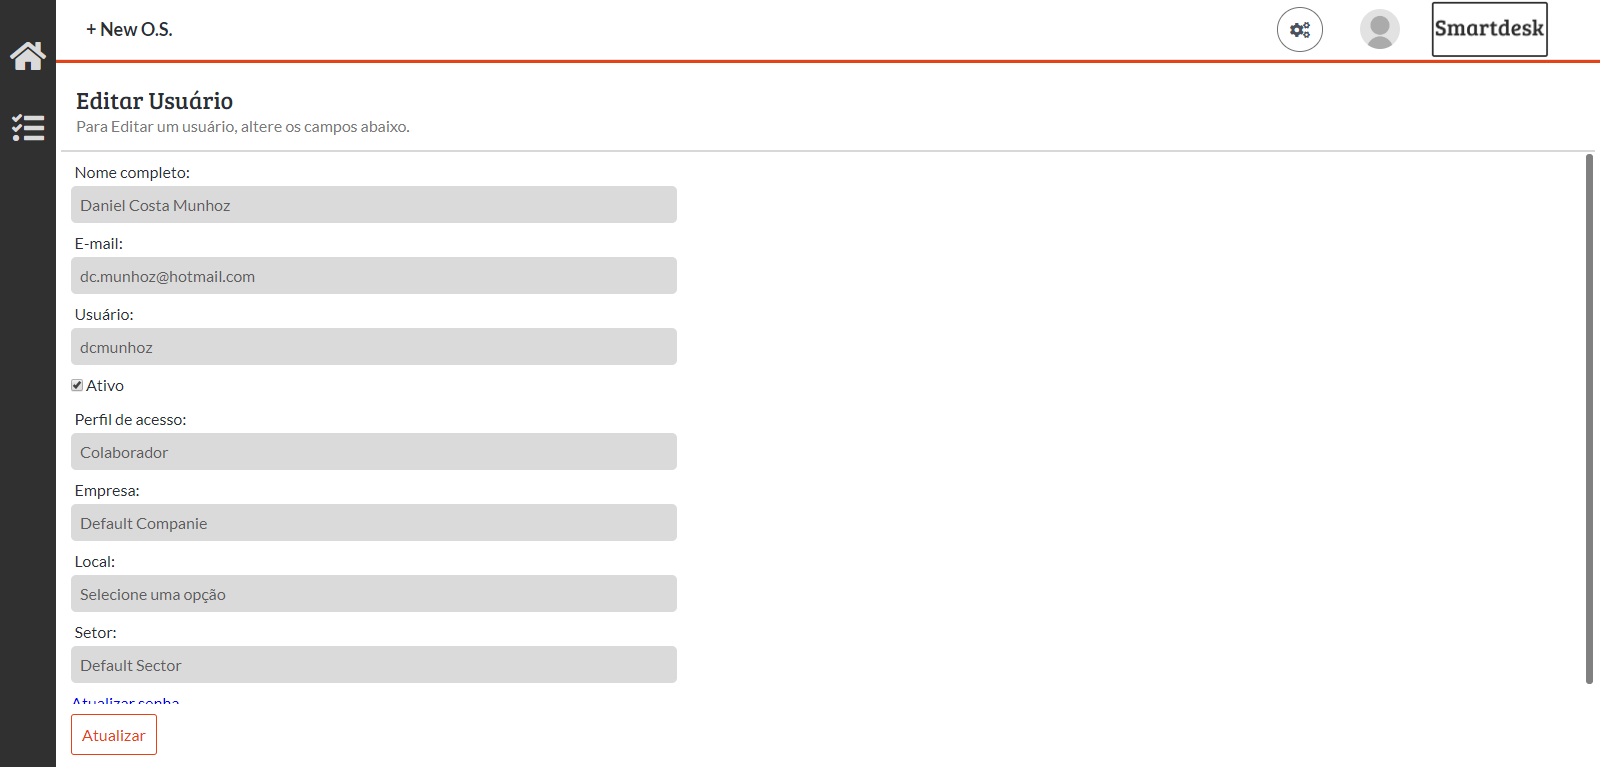 + New O.S.
Smartdesk
Editar Usuário
Para Editar um usuário, altere os campos abaixo.
Nome completo:
Daniel Costa Munhoz
E-mail:
dc.munhoz@hotmail.com
Usuário:
dcmunhoz
Ativo
Perfil de acesso:
Colaborador
Empresa:
Default Companie
Local:
Selecione uma opção
Setor:
Default Sector
Atualizar senha
Atualizar